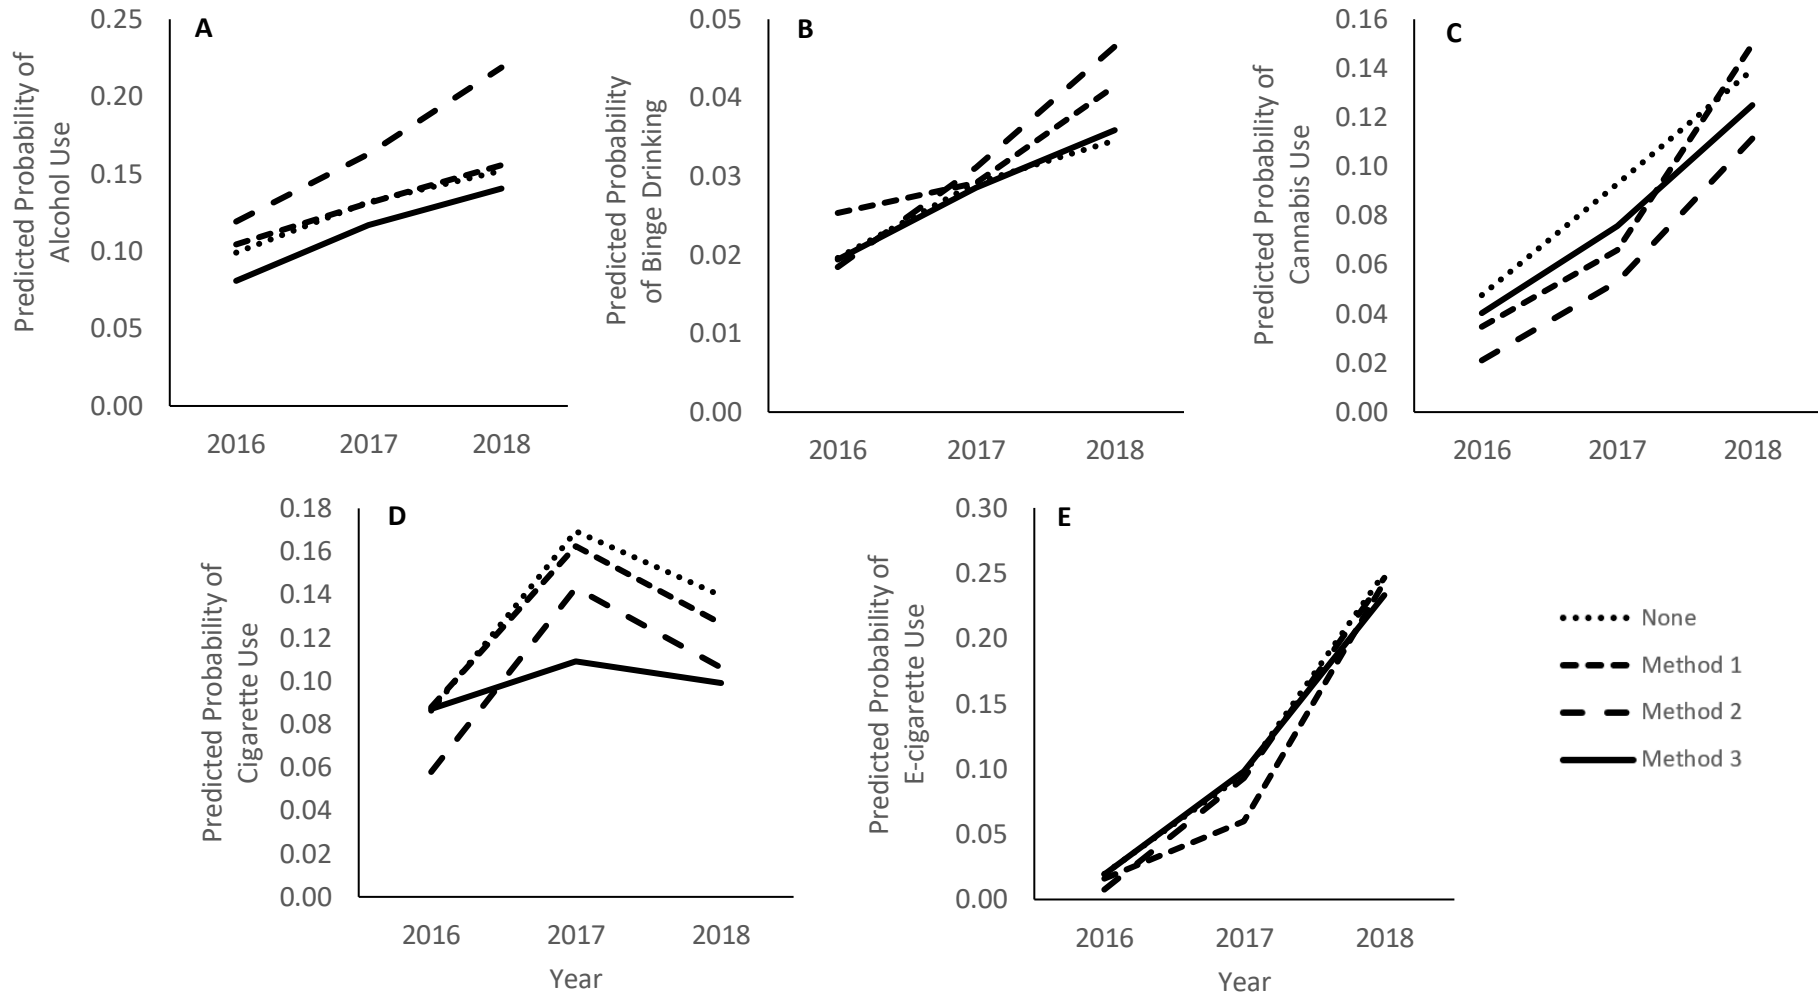 A
Predicted Probability of
Alcohol Use
0.25
0.20
0.15
0.10
0.05
0.00
2016 2017 2018
B
Predicted Probability
of Binge Drinking
0.05
0.04
0.03
0.02
0.01
0.00
2016 2017 2018
C
Predicted Probability of
Cannabis Use
0.16
0.14
0.12
0.10
0.08
0.06
0.04
0.02
0.00
2016 2017 2018
D
Predicted Probability of
Cigarette Use
0.18
0.16
0.14
0.12
0.10
0.08
0.06
0.04
0.02
0.00
2016 2017 2018
Year
E
Predicted Probability of
E-cigarette Use
0.30
0.25
0.20
0.15
0.10
0.05
0.00
2016 2017 2018
Year
None
Method 1
Method 2
Method 3